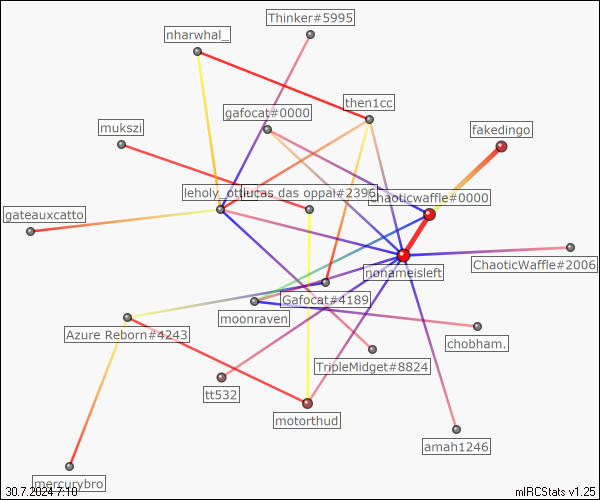 Thinker#5995
nharwhal_
then1cc
gafocat#0000
mukszi
fakedingo
leholy_ott
lucas das oppai#2396
chaoticwaffle#0000
gateauxcatto
nonameisleft
ChaoticWaffle#2006
Gafocat#4189
moonraven
Azure Reborn#4243
chobham.
TripleMidget#8824
tt532
motorthud
amah1246
mercurybro
30.7.2024 7:10
mIRCStats v1.25